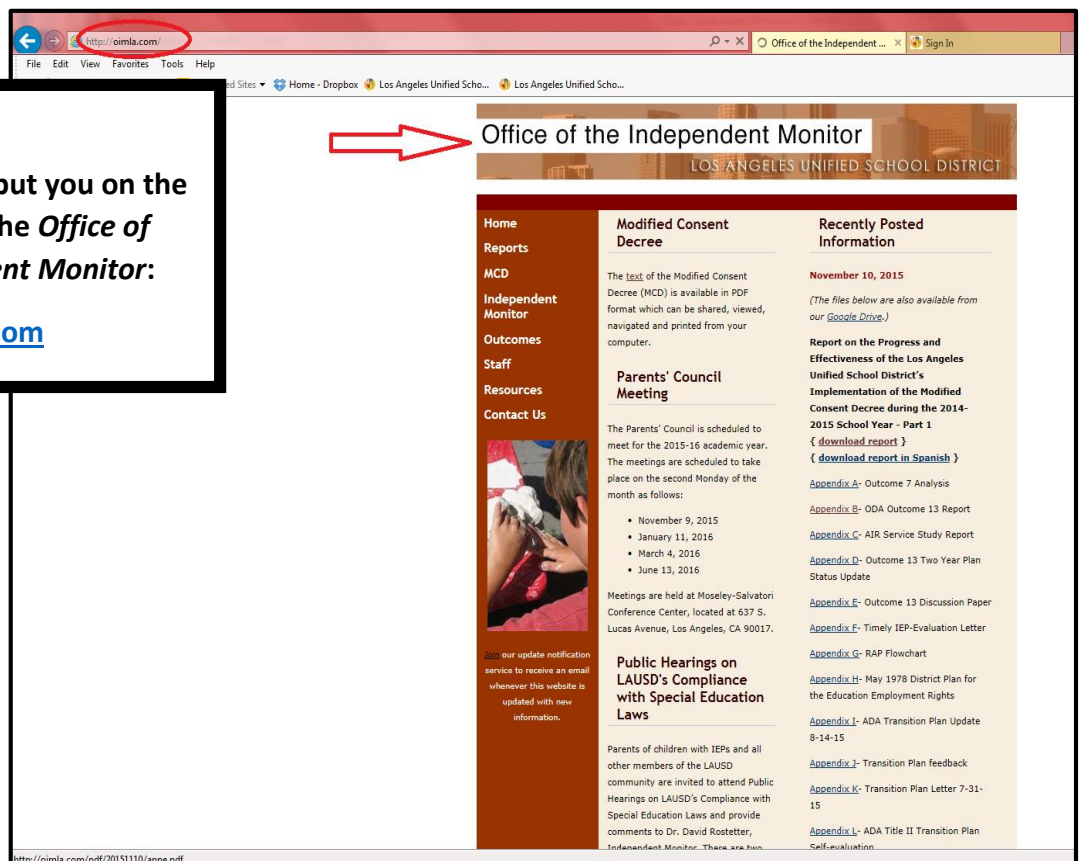 http://oimla.com/
Office of the Independent ...
Sign In
File Edit View Favorites Tools Help
ed Sites Home - Dropbox Los Angeles Unified Scho... Los Angeles Unified Scho...
put you on the
he Office of
ent Monitor:
om
Office of the Independent Monitor
LOS ANGELES UNIFIED SCHOOL DISTRICT
Home
Reports
MCD
Independent
Monitor
Outcomes
Staff
Resources
Contact Us
Join our update notification
service to receive an email
whenever this website is
updated with new
information.
Modified Consent
Decree
The text of the Modified Consent
Decree (MCD) is available in PDF
format which can be shared, viewed,
navigated and printed from your
computer.
Parents' Council
Meeting
The Parents' Council is scheduled to
meet for the 2015-16 academic year.
The meetings are scheduled to take
place on the second Monday of the
month as follows:
• November 9, 2015
• January 11, 2016
• March 4, 2016
• June 13, 2016
Meetings are held at Moseley-Salvatori
Conference Center, located at 637 S.
Lucas Avenue, Los Angeles, CA 90017.
Public Hearings on
LAUSD's Compliance
with Special Education
Laws
Parents of children with IEPs and all
other members of the LAUSD
community are invited to attend Public
Hearings on LAUSD's Compliance with
Special Education Laws and provide
comments to Dr. David Rostetter,
Independent Monitor. There are two
Recently Posted
Information
November 10, 2015
(The files below are also available from
our Google Drive.)
Report on the Progress and
Effectiveness of the Los Angeles
Unified School District's
Implementation of the Modified
Consent Decree during the 2014-
2015 School Year - Part 1
{ download report }
{ download report in Spanish }
Appendix A- Outcome 7 Analysis
Appendix B- ODA Outcome 13 Report
Appendix C- AIR Service Study Report
Appendix D- Outcome 13 Two Year Plan
Status Update
Appendix E- Outcome 13 Discussion Paper
Appendix F- Timely IEP-Evaluation Letter
Appendix G- RAP Flowchart
Appendix H- May 1978 District Plan for
the Education Employment Rights
Appendix I- ADA Transition Plan Update
8-14-15
Appendix J- Transition Plan feedback
Appendix K- Transition Plan Letter 7-31-
15
Appendix L- ADA Title II Transition Plan
Self-evaluation
http://oimla.com/pdf/20151110/appe.pdf